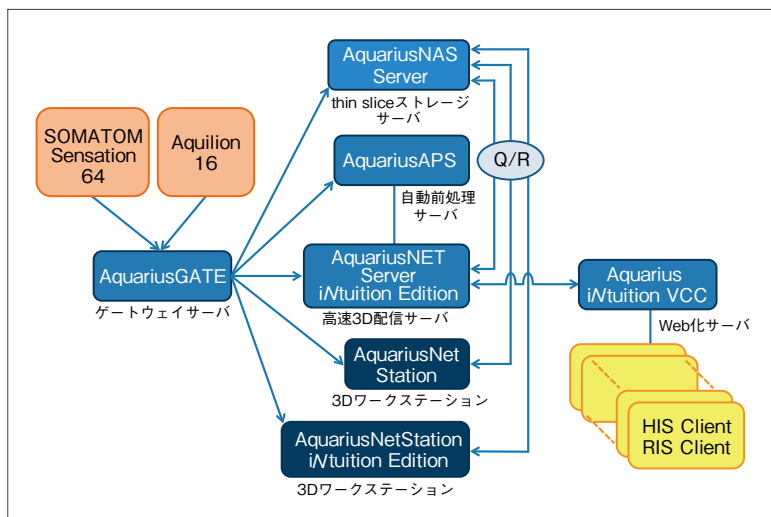 AquariusNAS
Server
thin sliceストレージ
サーバ
SOMATOM
Sensation
64
Aquilion
16
AquariusAPS
Q/R
自動前処理
サーバ
AquariusGATE
ゲートウェイサーバ
AquariusNET
Server
iNtuition Edition
高速3D配信サーバ
Aquarius
iNtuition VCC
Web化サーバ
AquariusNet
Station
3Dワークステーション
HIS Client
RIS Client
AquariusNetStation
iNtuition Edition
3Dワークステーション